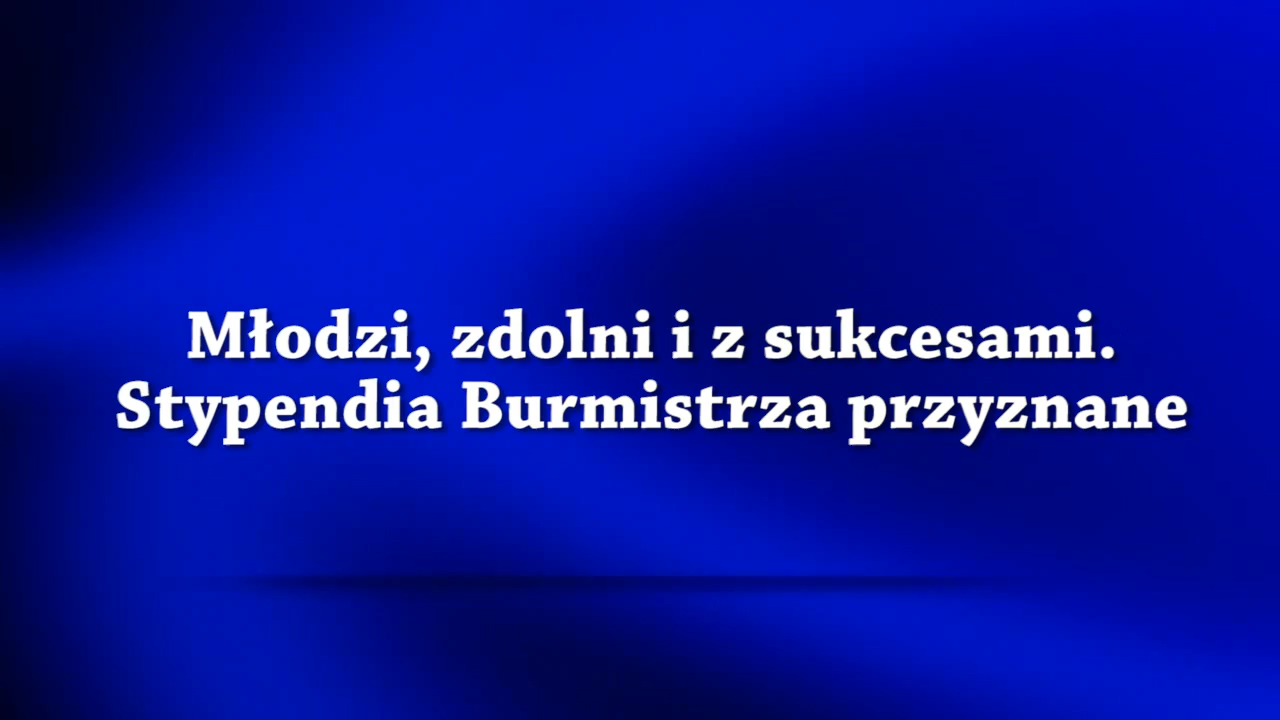 Młodzi, zdolni i z sukcesami.
Stypendia Burmistrza przyznane